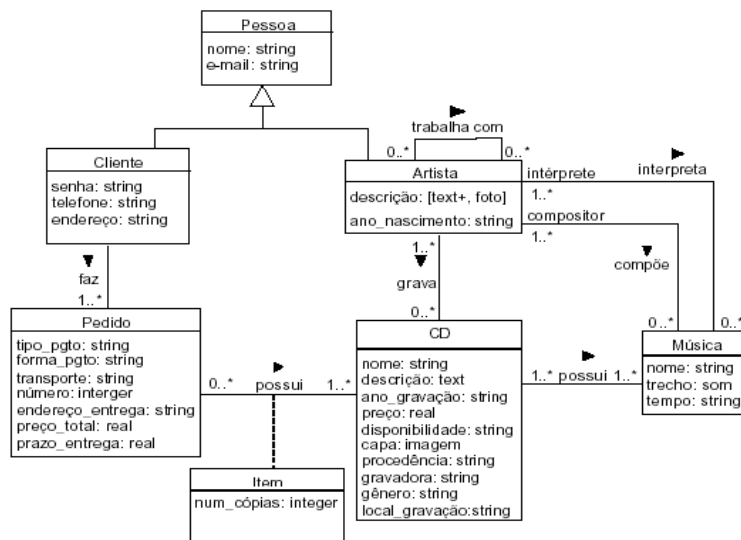 Pessoa
nome: string
e-mail: string
trabalha com
0..*
0..*
Cliente
senha: string
telefone: string
endereço: string
Artista
descrição: [text+, foto]
ano_nascimento: string
intérprete
1..*
interpreta
compositor
1..*
compõe
faz
1..*
1..*
grava
0..*
0..*
0..*
Pedido
tipo_pgto: string
forma_pgto: string
transporte: string
número: interger
endereço_entrega: string
preço_total: real
prazo_entrega: real
0..*
possui
1..*
CD
nome: string
descrição: text
ano_gravação: string
preço: real
disponibilidade: string
capa: imagem
procedência: string
gravadora: string
gênero: string
local_gravação:string
1..*
possui
1..*
Música
nome: string
trecho: som
tempo: string
Item
num_cópias: integer